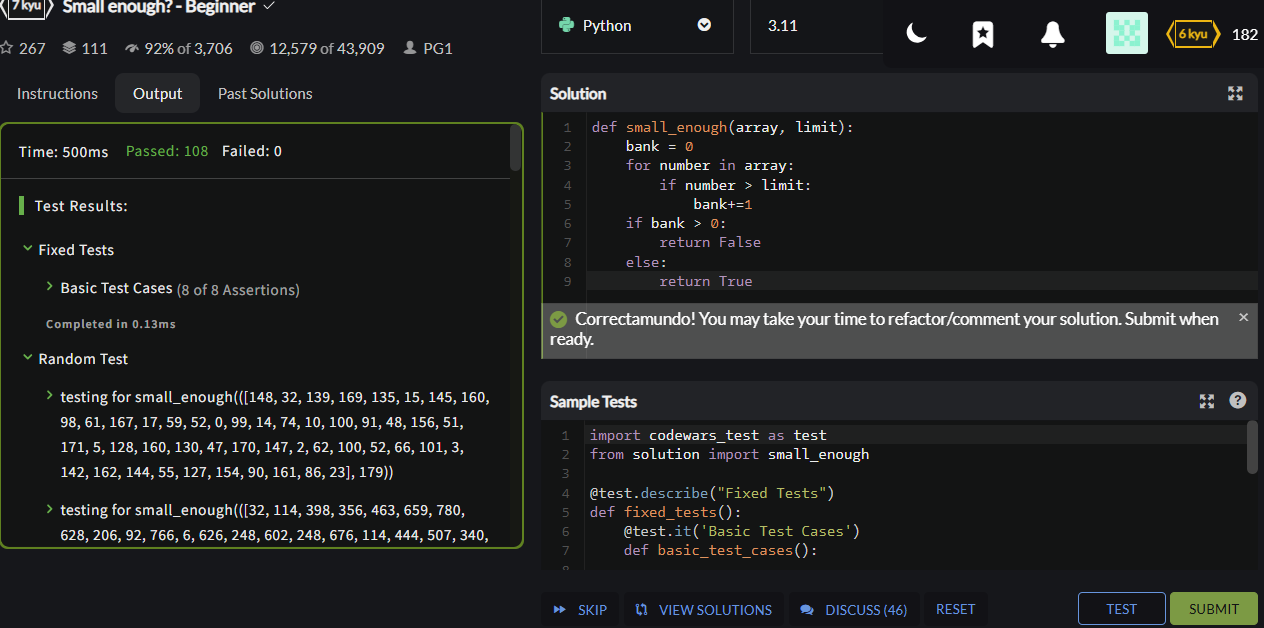 7 kyu Small enough? - Beginner
267 111 92% of 3,706 12,579 of 43,909 PG1
Instructions Output Past Solutions
Time: 500ms Passed: 108 Failed: 0
Test Results:
Fixed Tests
Basic Test Cases (8 of 8 Assertions)
Completed in 0.13ms
Random Test
testing for small_enough(([148, 32, 139, 169, 135, 15, 145, 160,
98, 61, 167, 17, 59, 52, 0, 99, 14, 74, 10, 100, 91, 48, 156, 51,
171, 5, 128, 160, 130, 47, 170, 147, 2, 62, 100, 52, 66, 101, 3,
142, 162, 144, 55, 127, 154, 90, 161, 86, 23], 179))
testing for small_enough(([32, 114, 398, 356, 463, 659, 780,
628, 206, 92, 766, 6, 626, 248, 602, 248, 676, 114, 444, 507, 340,
Python 3.11 6 kyu 182
Solution
1 def small_enough(array, limit):
2     bank = 0
3     for number in array:
4         if number > limit:
5             bank+=1
6     if bank > 0:
7         return False
8     else:
9         return True
Correctamundo! You may take your time to refactor/comment your solution. Submit when
ready.
Sample Tests
1 import codewars_test as test
2 from solution import small_enough
3
4 @test.describe("Fixed Tests")
5 def fixed_tests():
6     @test.it('Basic Test Cases')
7     def basic_test_cases():
8
SKIP VIEW SOLUTIONS DISCUSS (46) RESET TEST SUBMIT